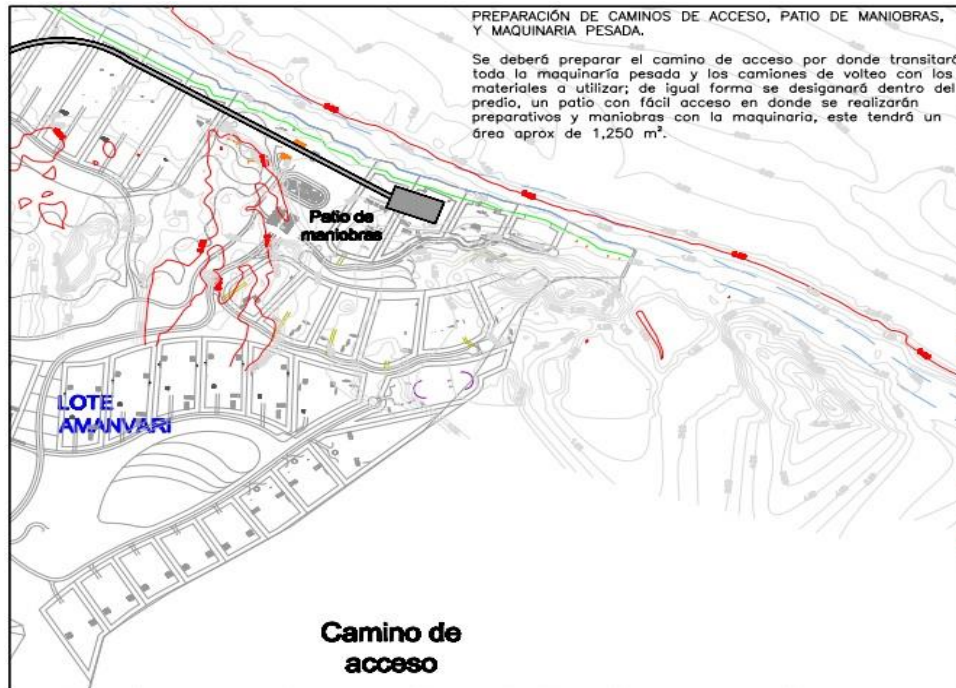 PREPARACIÓN DE CAMINOS DE ACCESO, PATIO DE MANIOBRAS,
Y MAQUINARIA PESADA.
Se deberá preparar el camino de acceso por donde transitará
toda la maquinaría pesada y los camiones de volteo con los
materiales a utilizar; de igual forma se desiganará dentro del
predio, un patio con fácil acceso en donde se realizarán
preparativos y maniobras con la maquinaria, este tendrá un
área aprox de 1,250 m².
Patio de
maniobras
LOTE
AMANVARI
Camino de
acceso